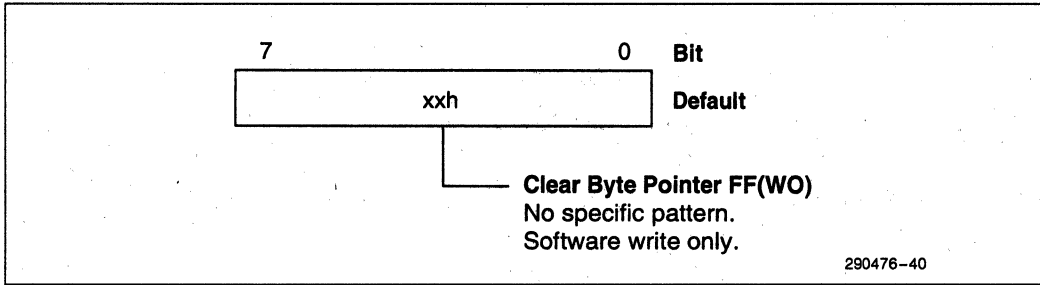 7 0 Bit
xxh Default
Clear Byte Pointer FF(WO)
No specific pattern.
Software write only.
290476-40